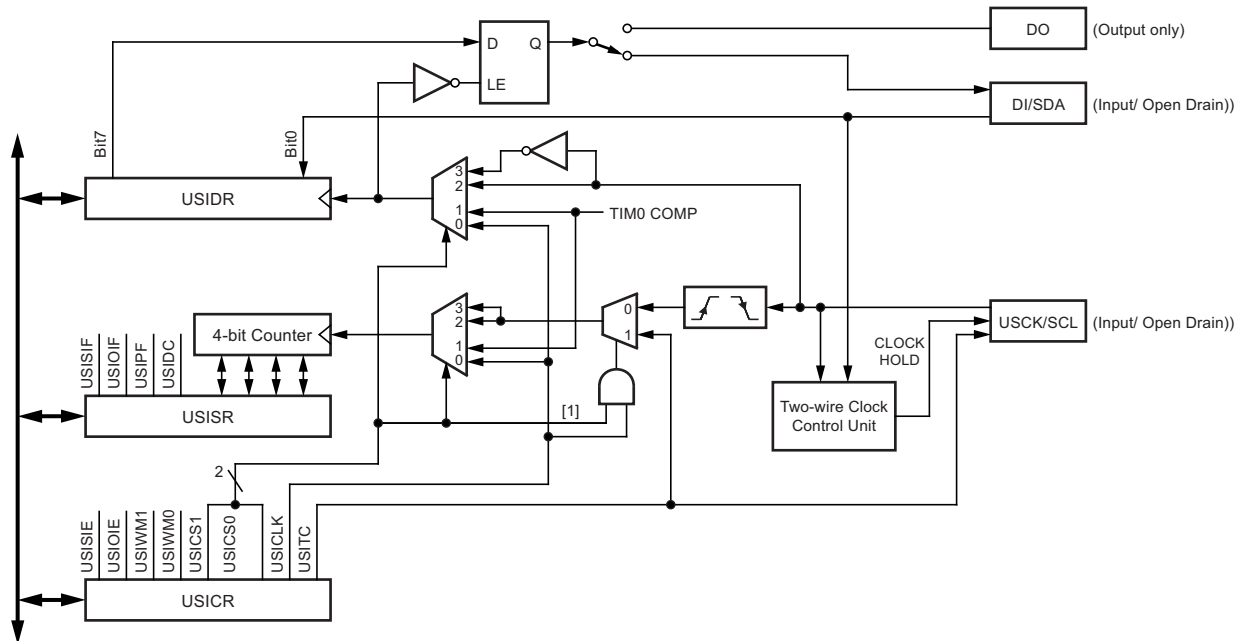 DO (Output only)
D Q
LE
DI/SDA (Input/ Open Drain))
Bit7
Bit0
USIDR
3
2
1
0
TIM0 COMP
4-bit Counter
3
2
1
0
0
1
USCK/SCL (Input/ Open Drain))
CLOCK
HOLD
USISIF
USIOIF
USIPF
USIDC
USISR
[1]
Two-wire Clock
Control Unit
2
USISIE
USIOIE
USIWM1
USIWM0
USICS1
USICS0
USICLK
USITC
USICR